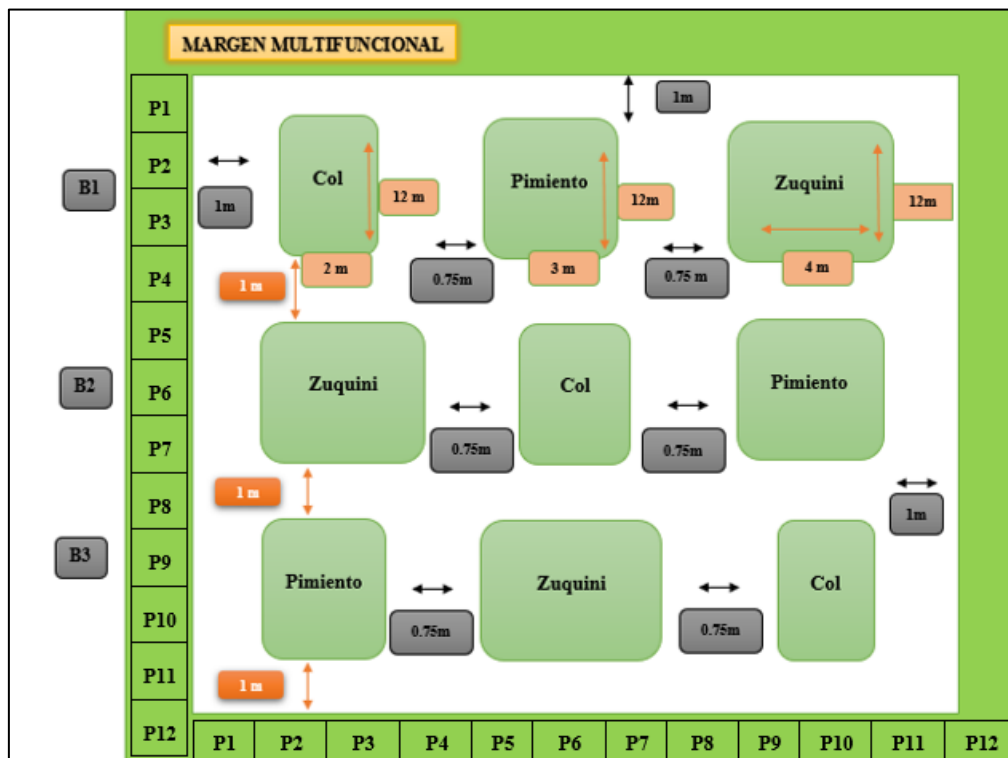 MARGEN MULTIFUNCIONAL
P1
P2
P3
P4
P5
P6
P7
P8
P9
P10
P11
P12
B1
B2
B3
1m
1m
Col
12 m
2 m
Pimiento
12m
3 m
Zuquini
12m
4 m
0.75m
0.75 m
1 m
Zuquini
Col
Pimiento
0.75m
0.75m
1 m
1m
Pimiento
Zuquini
Col
0.75m
0.75m
1 m
P1 P2 P3 P4 P5 P6 P7 P8 P9 P10 P11 P12